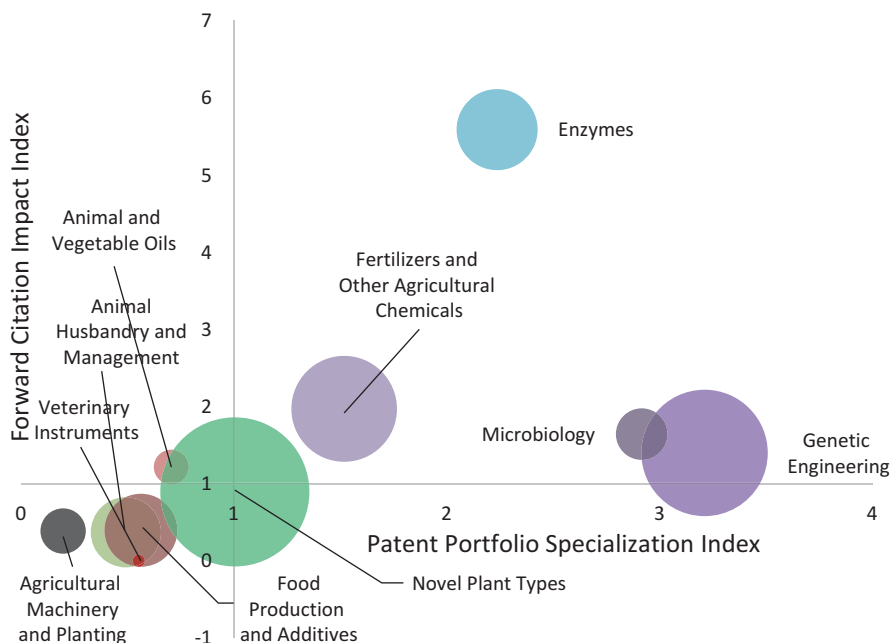 7
6
5
4
3
2
1
0
-1
0
1
2
3
4
Forward Citation Impact Index
Patent Portfolio Specialization Index
Enzymes
Animal and
Vegetable Oils
Fertilizers and
Other Agricultural
Chemicals
Animal
Husbandry and
Management
Veterinary
Instruments
Microbiology
Genetic
Engineering
Agricultural
Machinery
and Planting
Food
Production
and Additives
Novel Plant Types